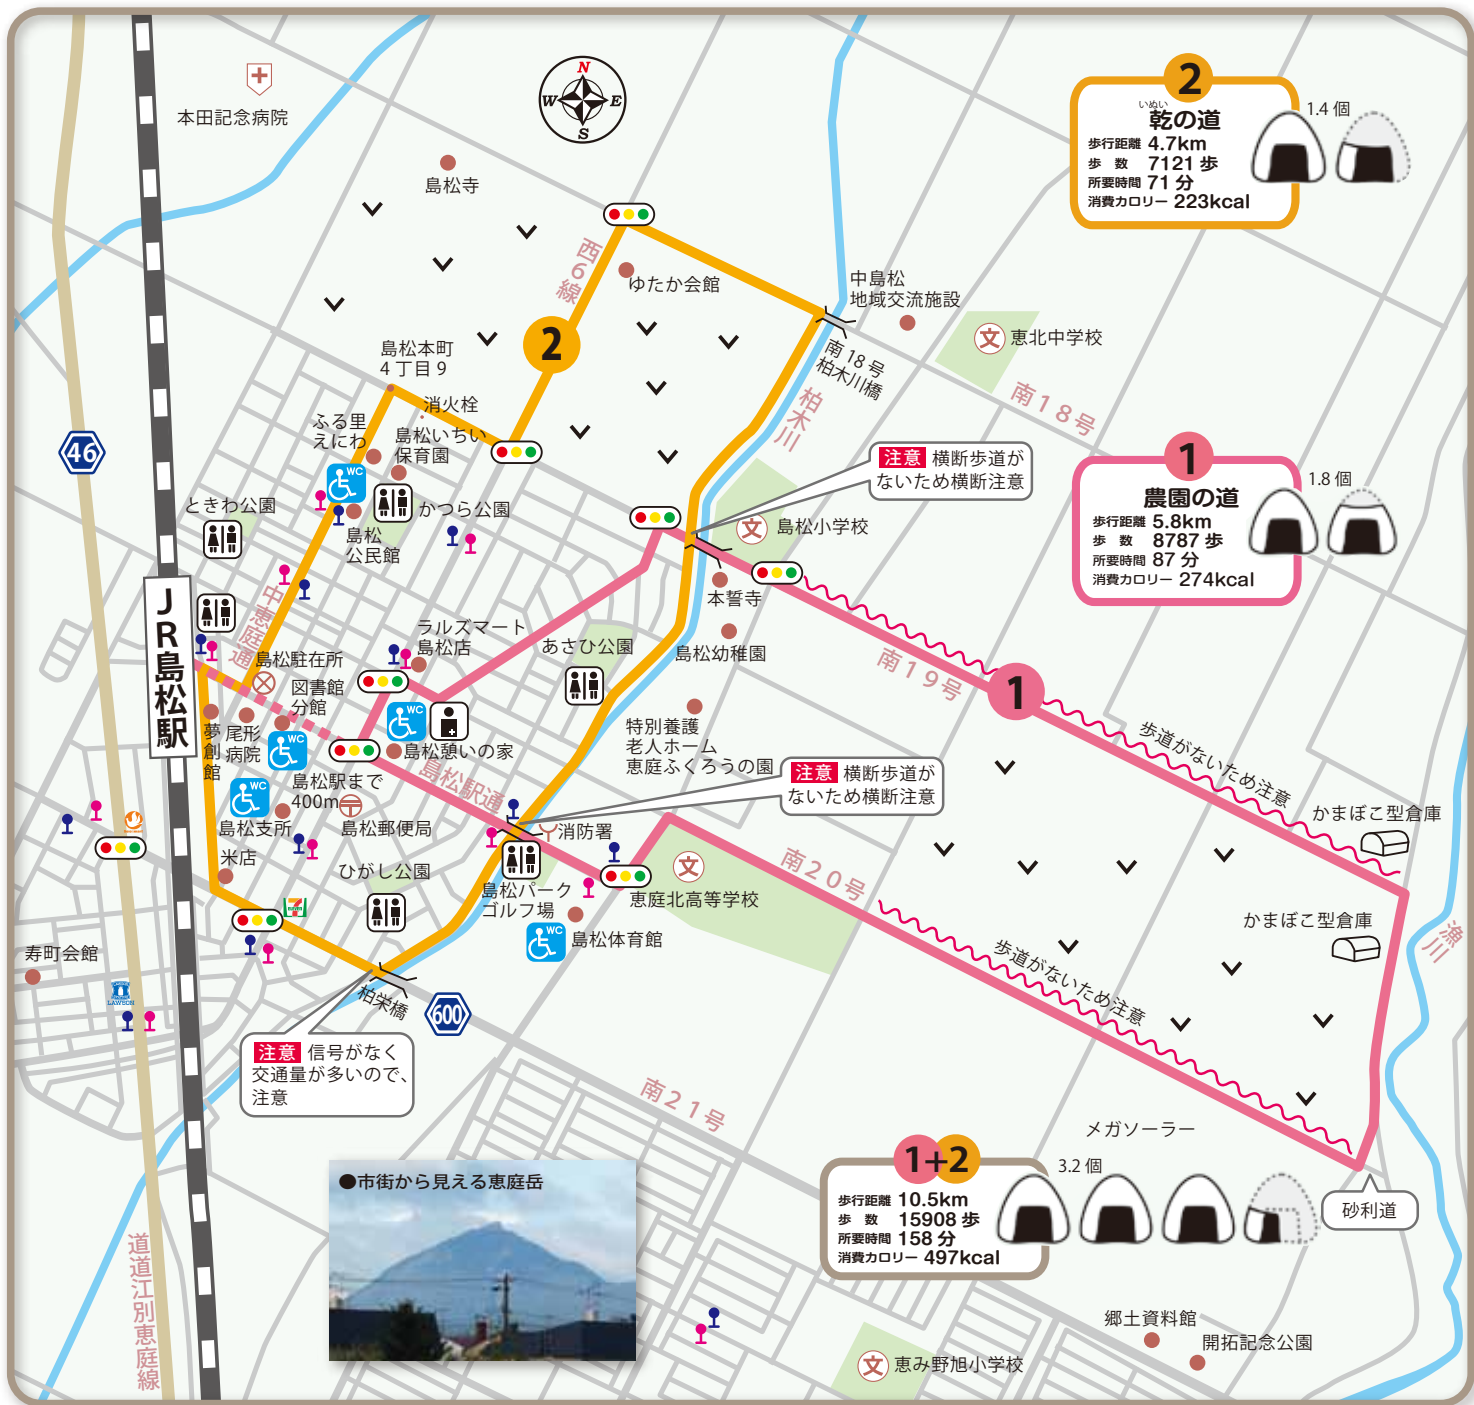 N
W
E
S
本田記念病院
島松寺
2
いぬい
乾の道
歩行距離 4.7km
歩 数 7121 歩
所要時間 71 分
消費カロリー 223kcal
1.4 個
西6線
ゆたか会館
中島松
地域交流施設
恵北中学校
文
2
南18号
柏木川橋
柏木川
南18号
島松本町
4 丁目 9
消火栓
ふる里
えにわ
島松いちい
保育園
WC
46
ときわ公園
かつら公園
島松
公民館
注意 横断歩道が
ないため横断注意
文
島松小学校
1
農園の道
歩行距離 5.8km
歩 数 8787 歩
所要時間 87 分
消費カロリー 274kcal
1.8 個
JR島松駅
中恵庭通
本誓寺
島松幼稚園
南19号
1
ラルズマート
島松店
あさひ公園
島松駐在所
図書館
分館
夢創館
尾形
病院
WC
WC
島松憩いの家
島松駅通
特別養護
老人ホーム
恵庭ふくろうの園
歩道がないため注意
注意 横断歩道が
ないため横断注意
島松駅まで
400m
WC
島松支所
島松郵便局
消防署
かまぼこ型倉庫
米店
ひがし公園
島松パーク
ゴルフ場
文
恵庭北高等学校
南20号
かまぼこ型倉庫
漁川
WC
島松体育館
歩道がないため注意
寿町会館
LAWSON
柏栄橋
600
注意 信号がなく
交通量が多いので、
注意
南21号
メガソーラー
砂利道
1+2
歩行距離 10.5km
歩 数 15908 歩
所要時間 158 分
消費カロリー 497kcal
3.2 個
●市街から見える恵庭岳
道道江別恵庭線
郷土資料館
開拓記念公園
文
恵み野旭小学校